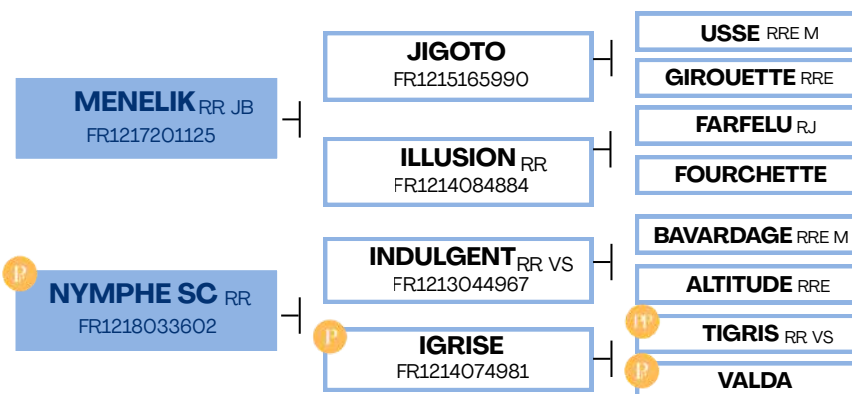 MENELIK RR JB
FR1217201125
NYMPHE SC RR
FR1218033602
P
JIGOTO
FR1215165990
ILLUSION RR
FR1214084884
INDULGENT RR VS
FR1213044967
P
IGRISE
FR1214074981
USSE RRE M
GIROUETTE RRE
FARFELU RJ
FOURCHETTE
BAVARDAGE RRE M
ALTITUDE RRE
PP
TIGRIS RR VS
P
VALDA